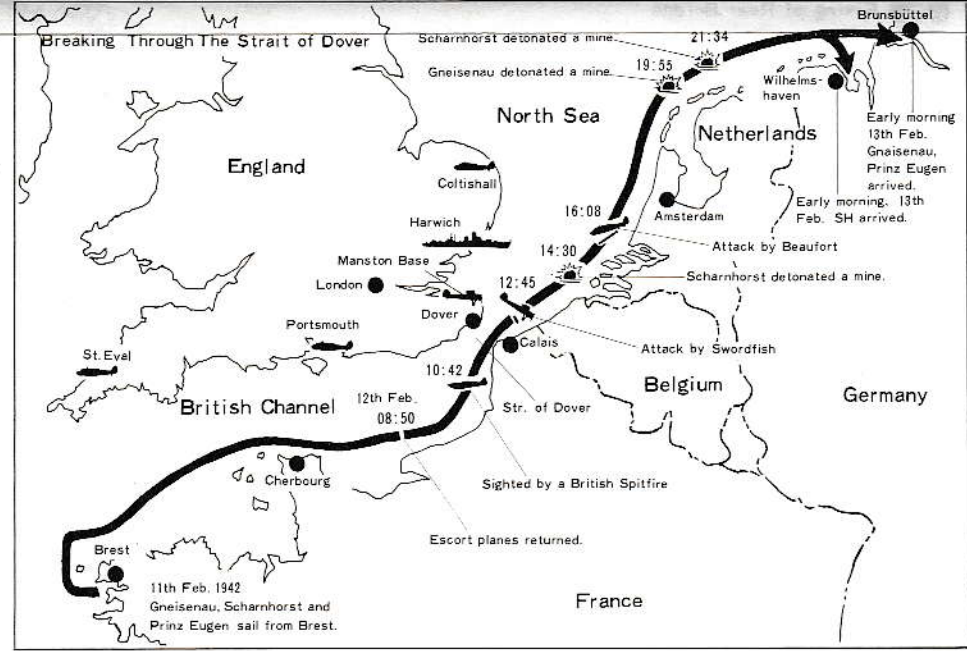 Breaking Through The Strait of Dover
Scharnhorst detonated a mine.
21:34
Brunsbüttel
Gneisenau detonated a mine.
19:55
Wilhelms-
haven
North Sea
Netherlands
Early morning
13th Feb.
Gnaisenau,
Prinz Eugen
arrived.
England
Coltishall
Early morning, 13th
Feb. SH arrived.
16:08
Amsterdam
Harwich
Attack by Beaufort
14:30
Manston Base
Scharnhorst detonated a mine.
London
12:45
Dover
Portsmouth
Calais
Attack by Swordfish
St. Eval
10:42
Belgium
Germany
12th Feb.
08:50
Str. of Dover
British Channel
Cherbourg
Sighted by a British Spitfire
Escort planes returned.
Brest
11th Feb. 1942
Gneisenau, Scharnhorst and
Prinz Eugen sail from Brest.
France